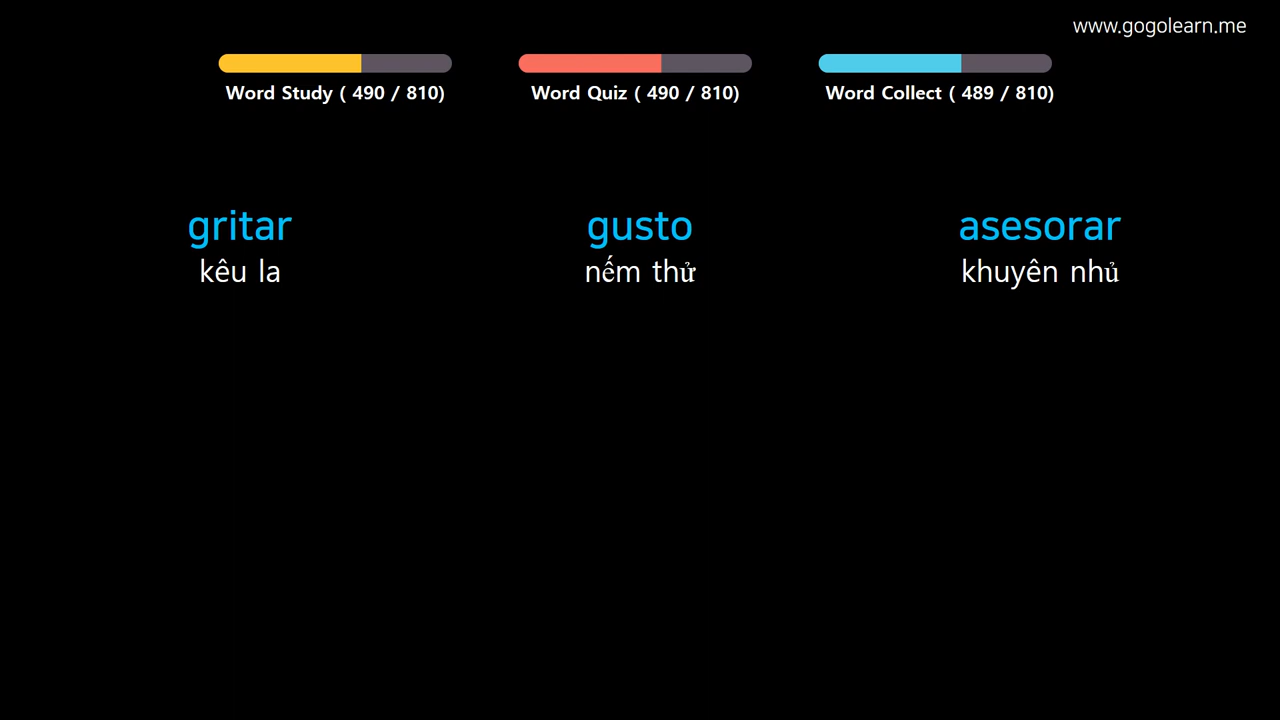 www.gogolearn.me
Word Study ( 490 / 810)
Word Quiz ( 490 / 810)
Word Collect ( 489 / 810)
gritar
kêu la
gusto
nếm thử
asesorar
khuyên nhủ